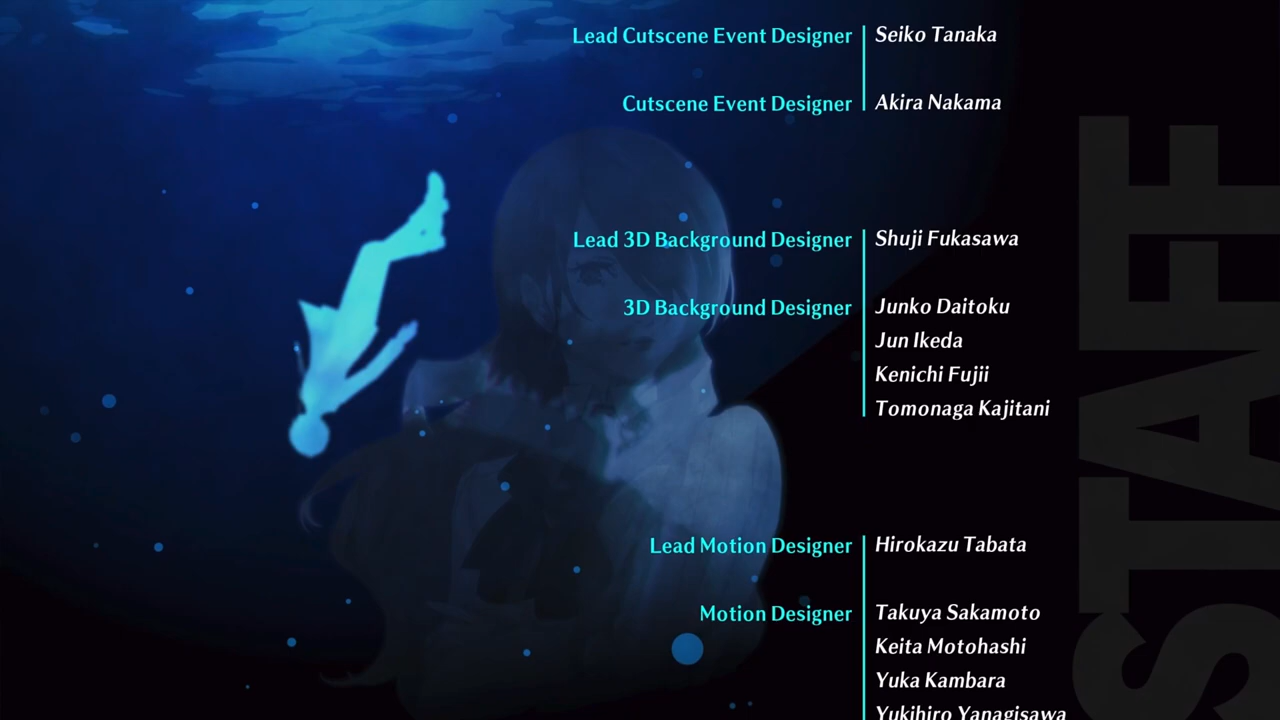 Lead Cutscene Event Designer Seiko Tanaka
Cutscene Event Designer Akira Nakama
Lead 3D Background Designer Shuji Fukasawa
3D Background Designer Junko Daitoku
Jun Ikeda
Kenichi Fujii
Tomonaga Kajitani
Lead Motion Designer Hirokazu Tabata
Motion Designer Takuya Sakamoto
Keita Motohashi
Yuka Kambara
Yukihiro Yanagisawa
STAFF